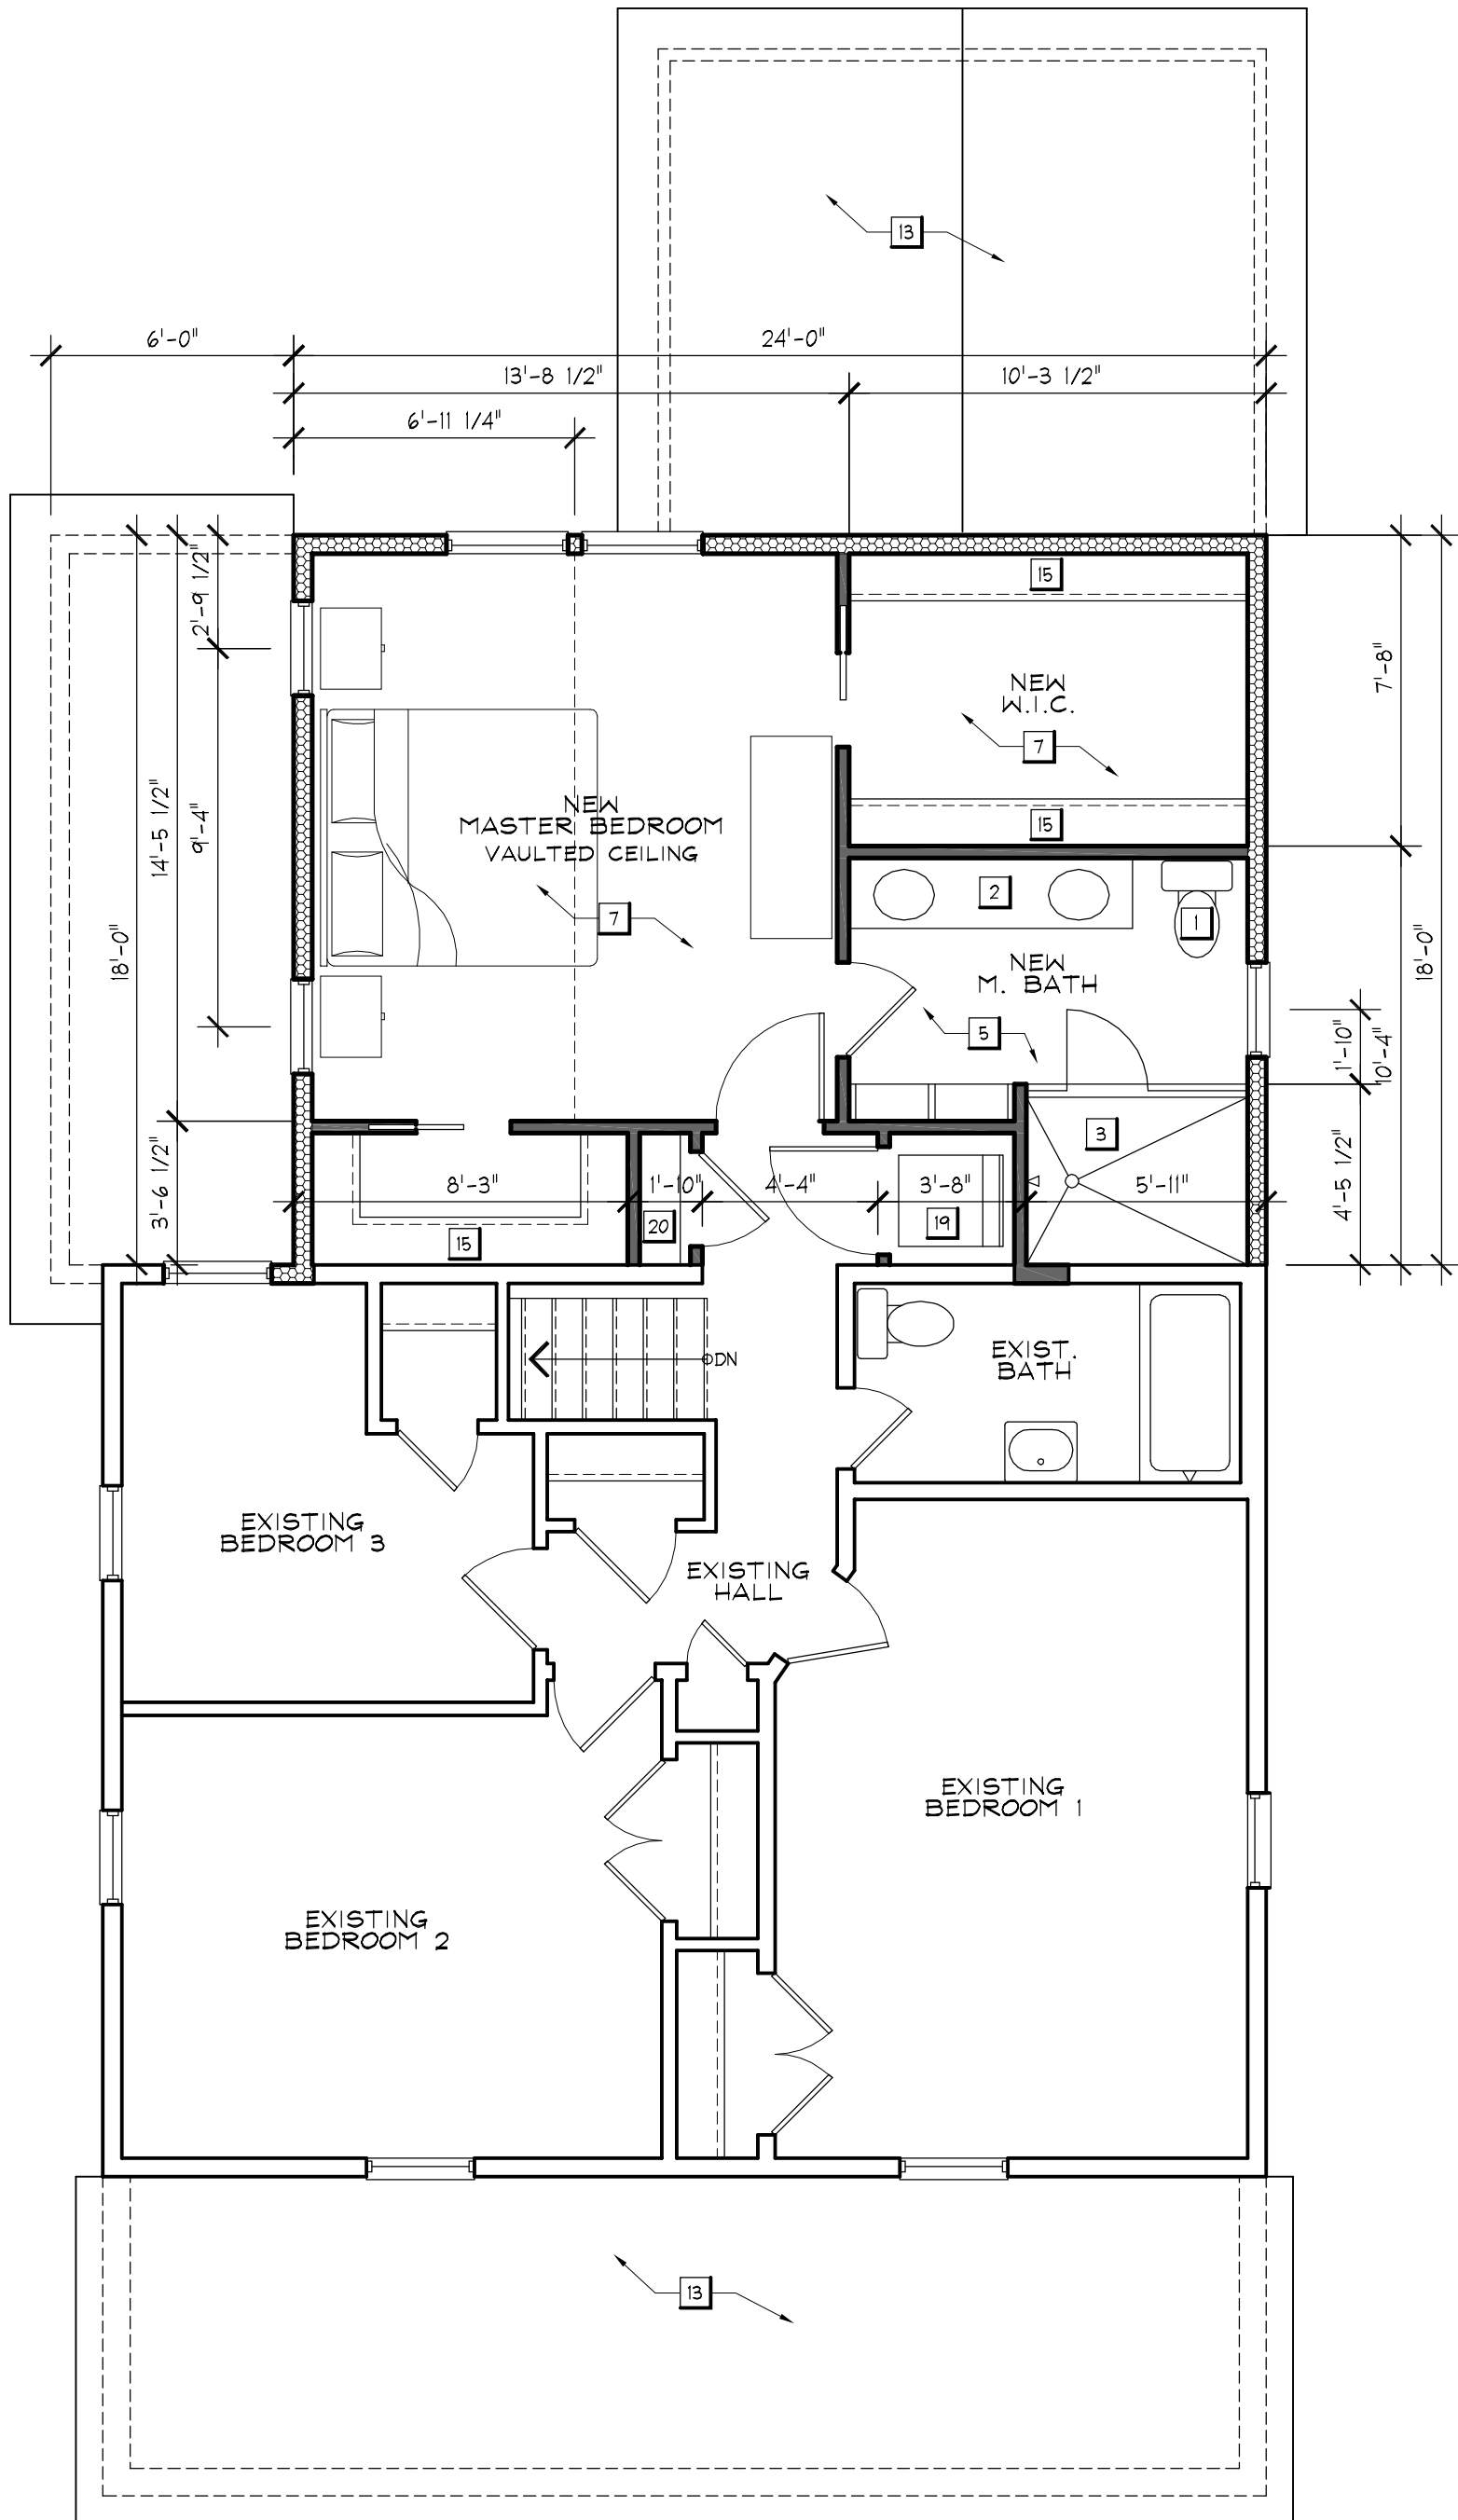 13
6'-0"
24'-0"
13'-8 1/2"
10'-3 1/2"
6'-11 1/4"
2'-9 1/2"
9'-4"
14'-5 1/2"
18'-0"
3'-6 1/2"
15
NEW
W.I.C.
7
15
7'-8"
18'-0"
10'-4"
1'-10"
4'-5 1/2"
NEW
MASTER BEDROOM
VAULTED CEILING
7
2
1
NEW
M. BATH
5
3
8'-3"
1'-10"
4'-4"
3'-8"
5'-11"
15
20
19
DN
EXIST.
BATH
EXISTING
BEDROOM 3
EXISTING
HALL
EXISTING
BEDROOM 1
EXISTING
BEDROOM 2
13